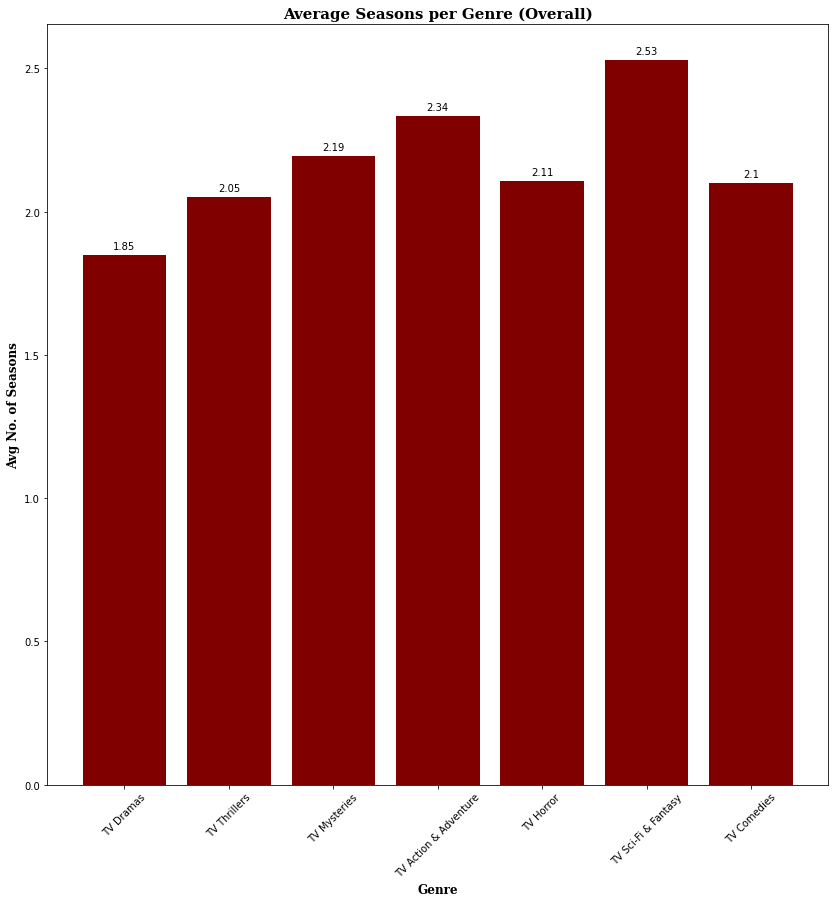 Average Seasons per Genre (Overall)
Avg No. of Seasons
2.5
2.0
1.5
1.0
0.5
0.0
1.85
2.05
2.19
2.34
2.11
2.53
2.1
TV Dramas
TV Thrillers
TV Mysteries
TV Action & Adventure
TV Horror
TV Sci-Fi & Fantasy
TV Comedies
Genre